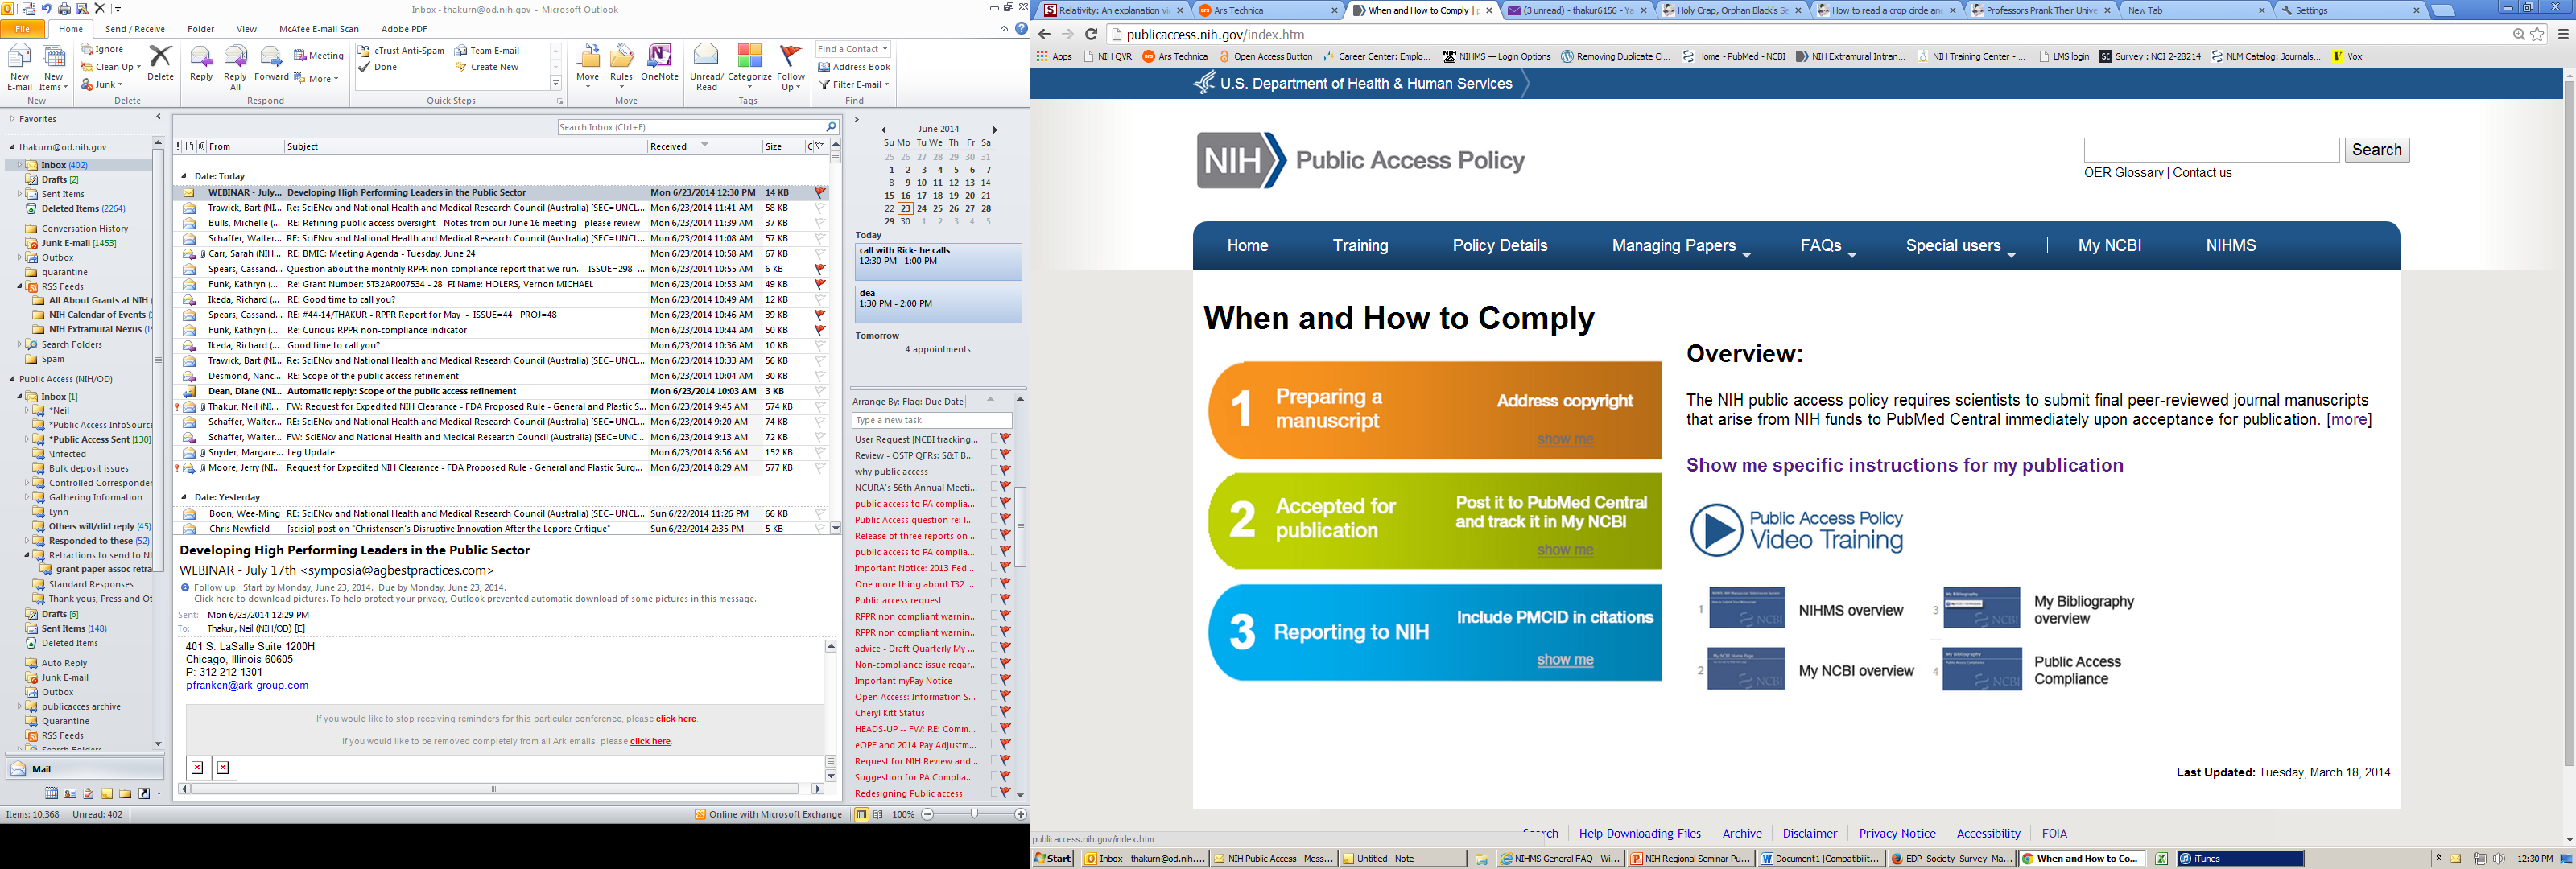 Inbox - thakurn@od.nih.gov - Microsoft Outlook
File Home Send / Receive Folder View McAfee E-mail Scan Adobe PDF
New E-mail
New Items
Ignore
Clean Up
Junk
Delete
Reply
Reply All
Forward
Meeting
More
eTrust Anti-Spam
Team E-mail
Done
Create New
Move
Rules
OneNote
Unread/ Read
Categorize
Follow Up
Find a Contact
Address Book
Filter E-mail
New Delete Respond Quick Steps Move Tags Find
Favorites
thakurn@od.nih.gov
Inbox (402)
Drafts [2]
Sent Items
Deleted Items (2264)
Conversation History
Junk E-mail [1453]
Outbox
quarantine
RSS Feeds
All About Grants at NIH
NIH Calendar of Events
NIH Extramural Nexus
Search Folders
Spam
Public Access (NIH/OD)
Inbox [1]
*Neil
*Public Access InfoSource
*Public Access Sent [130]
\Infected
Bulk deposit issues
Controlled Corresponder
Gathering Information
Lynn
Others will/did reply (45)
Responded to these (52)
Retractions to send to NL
grant paper assoc retra
Standard Responses
Thank yous, Press and Ot
Drafts [6]
Sent Items (148)
Deleted Items
Auto Reply
Junk E-mail
Outbox
publicacces archive
Quarantine
RSS Feeds
Search Folders
Mail
Items: 10,368 Unread: 402
Search Inbox (Ctrl+E)
From Subject Received Size
Date: Today
WEBINAR - July... Developing High Performing Leaders in the Public Sector Mon 6/23/2014 12:30 PM 14 KB
Trawick, Bart (NI... Re: SciENcv and National Health and Medical Research Council (Australia) [SEC=UNCL... Mon 6/23/2014 11:41 AM 58 KB
Bulls, Michelle (... RE: Refining public access oversight - Notes from our June 16 meeting - please review Mon 6/23/2014 11:39 AM 37 KB
Schaffer, Walter... RE: SciENcv and National Health and Medical Research Council (Australia) [SEC=UNCL... Mon 6/23/2014 11:08 AM 57 KB
Carr, Sarah (NIH... RE: BMIC: Meeting Agenda - Tuesday, June 24 Mon 6/23/2014 10:58 AM 67 KB
Spears, Cassand... Question about the monthly RPPR non-compliance report that we run. ISSUE=298 ... Mon 6/23/2014 10:55 AM 6 KB
Funk, Kathryn (... Re: Grant Number: 5T32AR007534 - 28 PI Name: HOLERS, Vernon MICHAEL Mon 6/23/2014 10:53 AM 49 KB
Ikeda, Richard (... RE: Good time to call you? Mon 6/23/2014 10:49 AM 12 KB
Spears, Cassand... RE: #44-14/THAKUR - RPPR Report for May - ISSUE=44 PROJ=48 Mon 6/23/2014 10:46 AM 39 KB
Funk, Kathryn (... Re: Curious RPPR non-compliance indicator Mon 6/23/2014 10:44 AM 50 KB
Ikeda, Richard (... Good time to call you? Mon 6/23/2014 10:36 AM 10 KB
Trawick, Bart (NI... Re: SciENcv and National Health and Medical Research Council (Australia) [SEC=UNCL... Mon 6/23/2014 10:33 AM 56 KB
Desmond, Nanc... RE: Scope of the public access refinement Mon 6/23/2014 10:04 AM 30 KB
Dean, Diane (NI... Automatic reply: Scope of the public access refinement Mon 6/23/2014 10:03 AM 3 KB
Thakur, Neil (NI... FW: Request for Expedited NIH Clearance - FDA Proposed Rule - General and Plastic S... Mon 6/23/2014 9:45 AM 574 KB
Schaffer, Walter... RE: SciENcv and National Health and Medical Research Council (Australia) [SEC=UNCL... Mon 6/23/2014 9:20 AM 74 KB
Schaffer, Walter... FW: SciENcv and National Health and Medical Research Council (Australia) [SEC=UNC... Mon 6/23/2014 9:13 AM 72 KB
Snyder, Margare... Leg Update Mon 6/23/2014 8:56 AM 152 KB
Moore, Jerry (NI... Request for Expedited NIH Clearance - FDA Proposed Rule - General and Plastic Surg... Mon 6/23/2014 8:29 AM 577 KB
Date: Yesterday
Boon, Wee-Ming RE: SciENcv and National Health and Medical Research Council (Australia) [SEC=UNCL... Sun 6/22/2014 11:26 PM 66 KB
Chris Newfield [scisip] post on "Christensen's Disruptive Innovation After the Lepore Critique" Sun 6/22/2014 2:35 PM 5 KB
Developing High Performing Leaders in the Public Sector
WEBINAR - July 17th <symposia@agbestpractices.com>
Follow up. Start by Monday, June 23, 2014. Due by Monday, June 23, 2014.
Click here to download pictures. To help protect your privacy, Outlook prevented automatic download of some pictures in this message.
Sent: Mon 6/23/2014 12:29 PM
To: Thakur, Neil (NIH/OD) [E]
401 S. LaSalle Suite 1200H
Chicago, Illinois 60605
P: 312 212 1301
pfranken@ark-group.com
If you would like to stop receiving reminders for this particular conference, please click here
If you would like to be removed completely from all Ark emails, please click here
Online with Microsoft Exchange 100%
June 2014
Su Mo Tu We Th Fr Sa
25 26 27 28 29 30 31
1 2 3 4 5 6 7
8 9 10 11 12 13 14
15 16 17 18 19 20 21
22 23 24 25 26 27 28
29 30 1 2 3 4 5
Today
call with Rick- he calls
12:30 PM - 1:00 PM
dea
1:30 PM - 2:00 PM
Tomorrow
4 appointments
Arrange By: Flag: Due Date
Type a new task
User Request [NCBI tracking...
Review - OSTP QFRs: S&T B...
why public access
NCURA's 56th Annual Meeti...
public access to PA complia...
Public Access question re: I...
Release of three reports on ...
public access to PA complia...
Important Notice: 2013 Fed...
One more thing about T32 ...
Public access request
RPPR non compliant warnin...
RPPR non compliant warnin...
advice - Draft Quarterly My ...
Non-compliance issue regar...
Important myPay Notice
Open Access: Information S...
Cheryl Kitt Status
HEADS-UP -- FW: RE: Comm...
eOPF and 2014 Pay Adjustm...
Request for NIH Review and...
Suggestion for PA Complia...
Redesigning Public access
Relativity: An explanation vi
Ars Technica
When and How to Comply | p
(3 unread) - thakur6156 - Ya
Holy Crap, Orphan Black's Se
How to read a crop circle an
Professors Prank Their Unive
New Tab
Settings
publicaccess.nih.gov/index.htm
Apps NIH QVR Ars Technica Open Access Button Career Center: Emplo... NIHMS — Login Options Removing Duplicate Ci... Home - PubMed - NCBI NIH Extramural Intran... NIH Training Center - ... LMS login Survey : NCI 2-28214 NLM Catalog: Journals... Vox
U.S. Department of Health & Human Services
NIH Public Access Policy
Search
OER Glossary | Contact us
Home Training Policy Details Managing Papers FAQs Special users My NCBI NIHMS
When and How to Comply
1 Preparing a manuscript
Address copyright
show me
2 Accepted for publication
Post it to PubMed Central
and track it in My NCBI
show me
3 Reporting to NIH
Include PMCID in citations
show me
Overview:
The NIH public access policy requires scientists to submit final peer-reviewed journal manuscripts
that arise from NIH funds to PubMed Central immediately upon acceptance for publication. [more]
Show me specific instructions for my publication
Public Access Policy
Video Training
1 NIHMS overview
3 My Bibliography overview
2 My NCBI overview
4 Public Access Compliance
Last Updated: Tuesday, March 18, 2014
publicaccess.nih.gov/index.htm
Search Help Downloading Files Archive Disclaimer Privacy Notice Accessibility FOIA
Start Inbox - thakurn@od.nih.... NIH Public Access - Mess... Untitled - Note NIHMS General FAQ - Wi... NIH Regional Seminar Pu... Document1 [Compatibilit... EDP_Society_Survey_Ma... When and How to Co... iTunes 12:30 PM